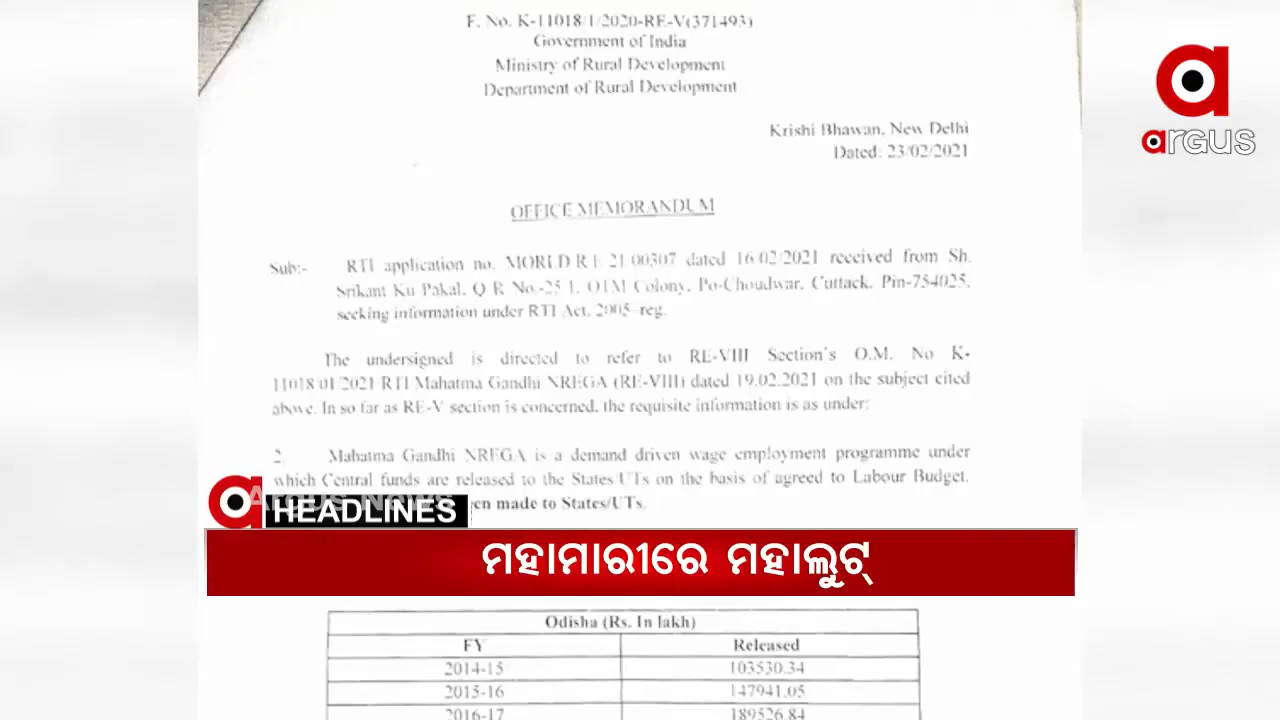 F. No. K-11018/1/2020-RE-V(371493)
Government of India
Ministry of Rural Development
Department of Rural Development
Krishi Bhawan, New Delhi
Dated: 23/02/2021
argus
OFFICE MEMORANDUM
Sub:- RTI application no. MORLD R E 21 00307 dated 16/02/2021 received from Sh.
Srikant Ku Pakal, Q R No.-25 1, OTM Colony, Po-Choudwar, Cuttack, Pin-754025,
seeking information under RTI Act, 2005-reg.
The undersigned is directed to refer to RE-VIII Section's O.M. No K-
11018/01/2021 RTI Mahatma Gandhi NREGA (RE-VIII) dated 19.02.2021 on the subject cited
above. In so far as RE-V section is concerned, the requisite information is as under:
2. Mahatma Gandhi NREGA is a demand driven wage employment programme under
which Central funds are released to the States/UTs on the basis of agreed to Labour Budget.
made to States/UTs.
Argus News
HEADLINES
ମହାମାରୀରେ ମହାଲୁଟ୍
Odisha (Rs. In lakh)
FY Released
2014-15 103530.34
2015-16 147941.05
2016-17 189526.84